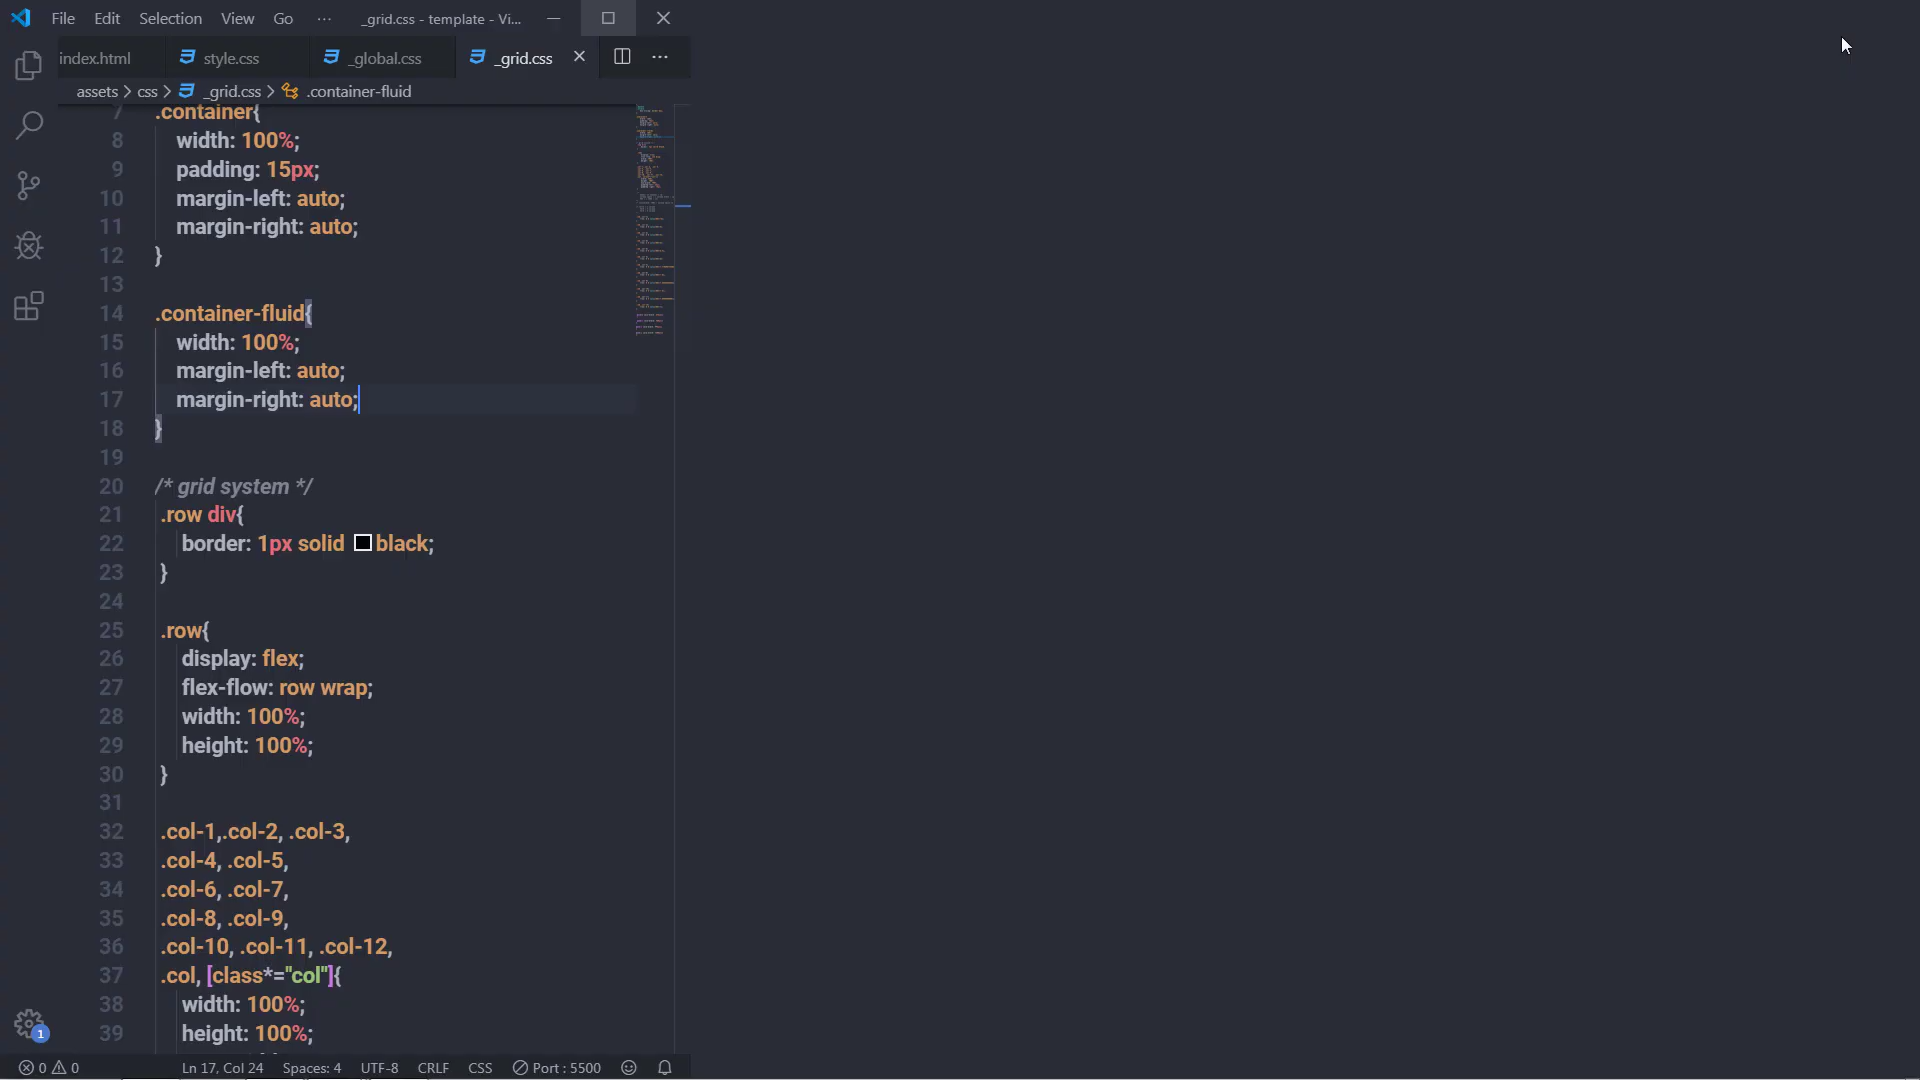 File Edit Selection View Go ··· _grid.css - template - Vi...
index.html style.css _global.css _grid.css
assets > css > _grid.css > .container-fluid
7 .container{
8 width: 100%;
9 padding: 15px;
10 margin-left: auto;
11 margin-right: auto;
12 }
13
14 .container-fluid{
15 width: 100%;
16 margin-left: auto;
17 margin-right: auto;
18 }
19
20 /* grid system */
21 .row div{
22 border: 1px solid black;
23 }
24
25 .row{
26 display: flex;
27 flex-flow: row wrap;
28 width: 100%;
29 height: 100%;
30 }
31
32 .col-1,.col-2, .col-3,
33 .col-4, .col-5,
34 .col-6, .col-7,
35 .col-8, .col-9,
36 .col-10, .col-11, .col-12,
37 .col, [class*="col"]{
38 width: 100%;
39 height: 100%;
1
0 0 Ln 17, Col 24 Spaces: 4 UTF-8 CRLF CSS Port : 5500